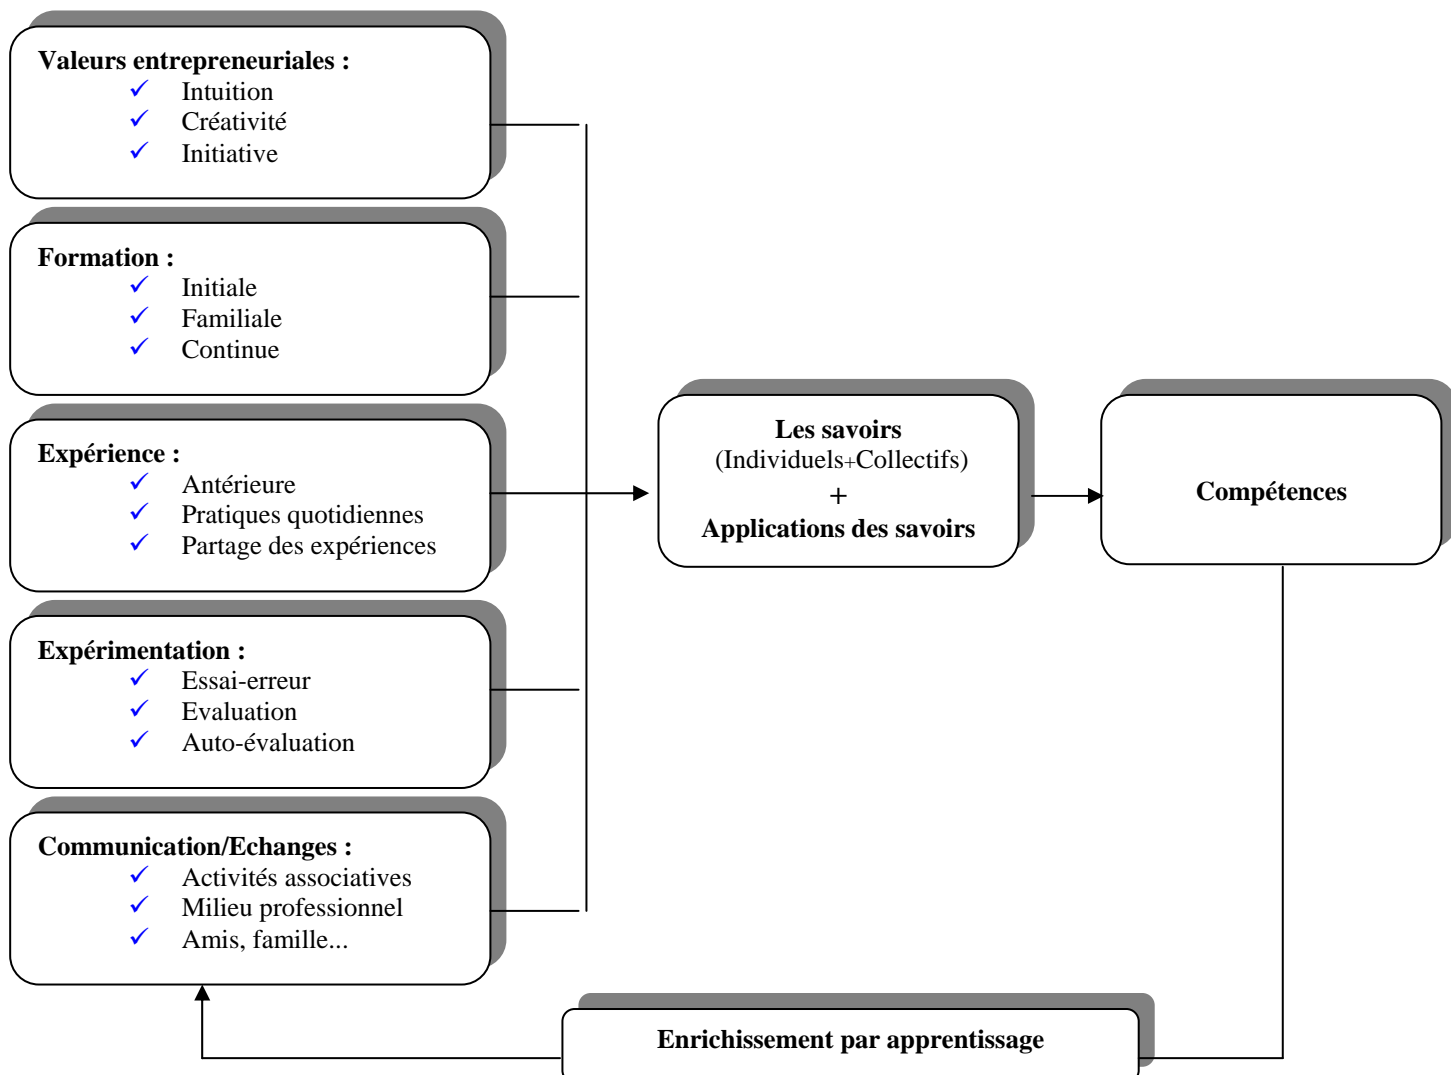 Valeurs entrepreneuriales :
✓ Intuition
✓ Créativité
✓ Initiative
Formation :
✓ Initiale
✓ Familiale
✓ Continue
Expérience :
✓ Antérieure
✓ Pratiques quotidiennes
✓ Partage des expériences
Expérimentation :
✓ Essai-erreur
✓ Evaluation
✓ Auto-évaluation
Communication/Echanges :
✓ Activités associatives
✓ Milieu professionnel
✓ Amis, famille...
Les savoirs
(Individuels+Collectifs)
+
Applications des savoirs
Compétences
Enrichissement par apprentissage